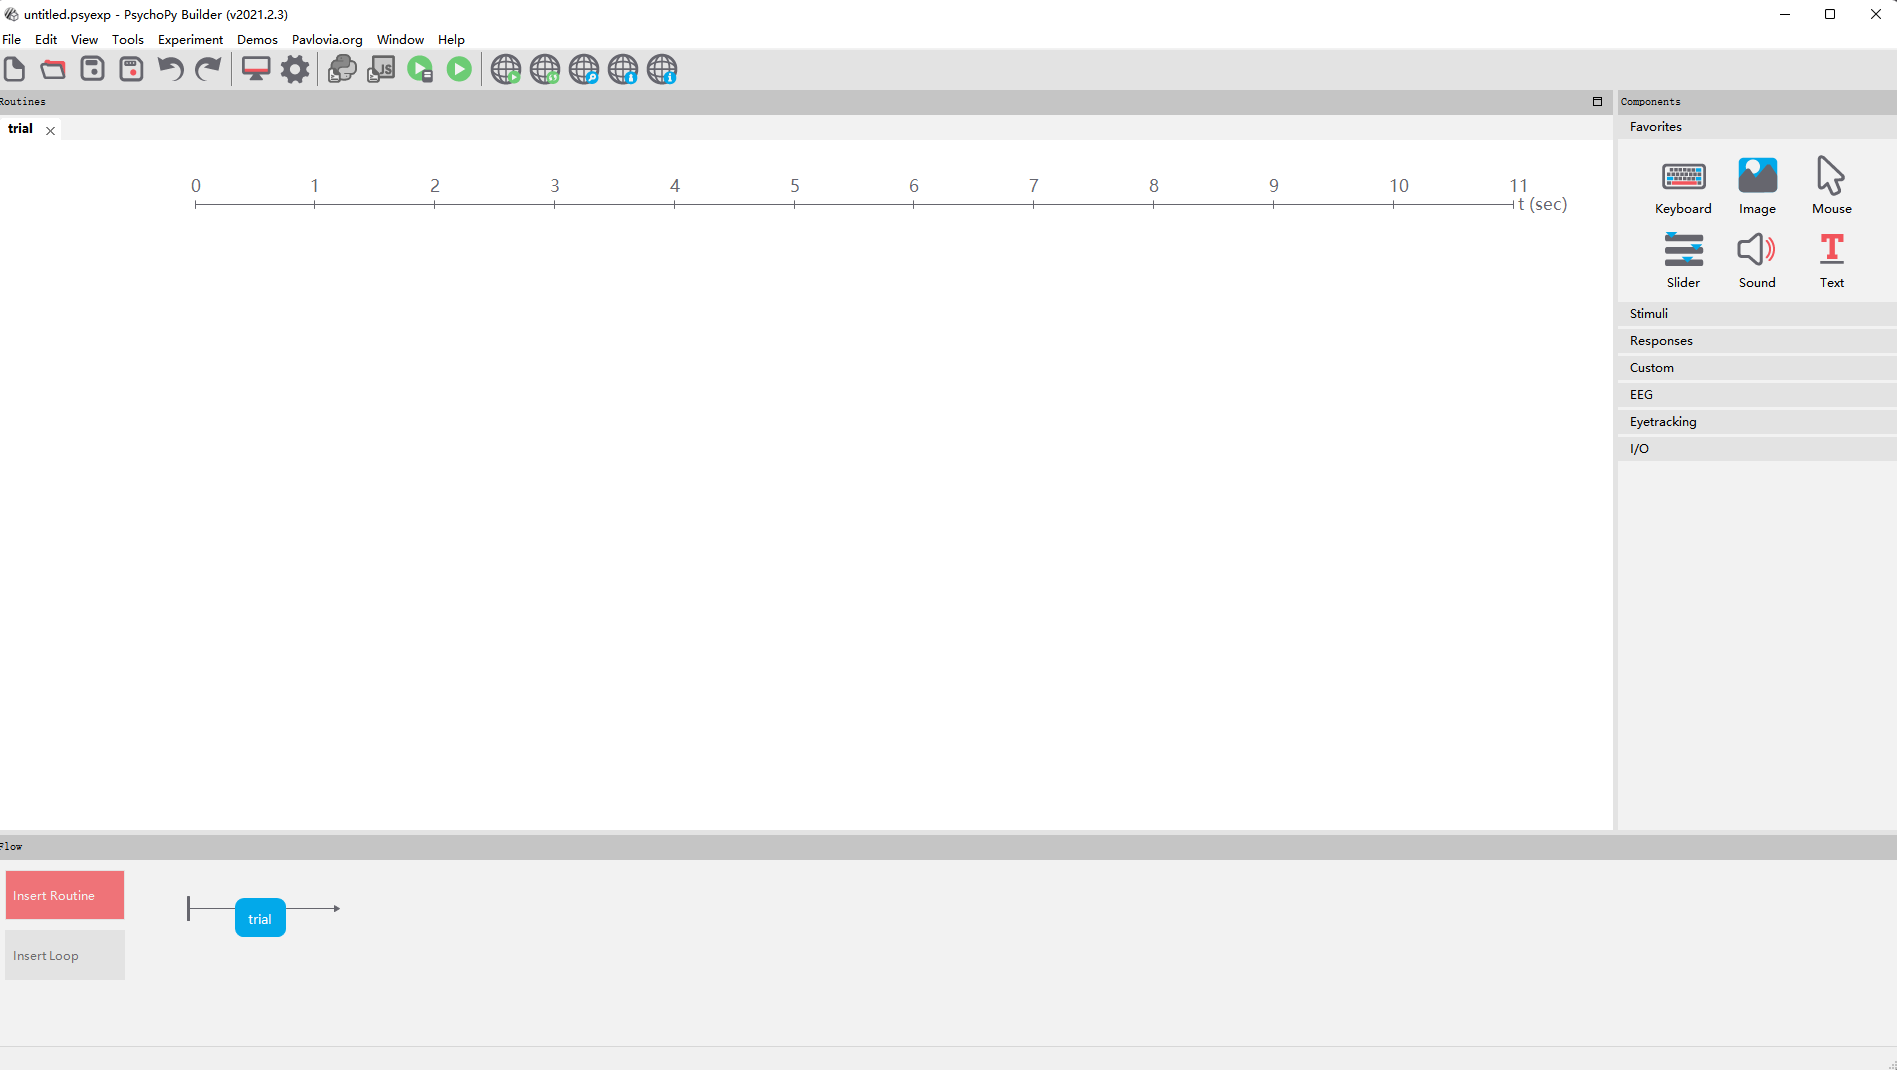 untitled.psyexp - PsychoPy Builder (v2021.2.3)
File Edit View Tools Experiment Demos Pavlovia.org Window Help
JS
Routines
trial
0 1 2 3 4 5 6 7 8 9 10 11
t (sec)
Components
Favorites
Keyboard Image Mouse
Slider Sound Text
Stimuli
Responses
Custom
EEG
Eyetracking
I/O
Flow
Insert Routine
trial
Insert Loop